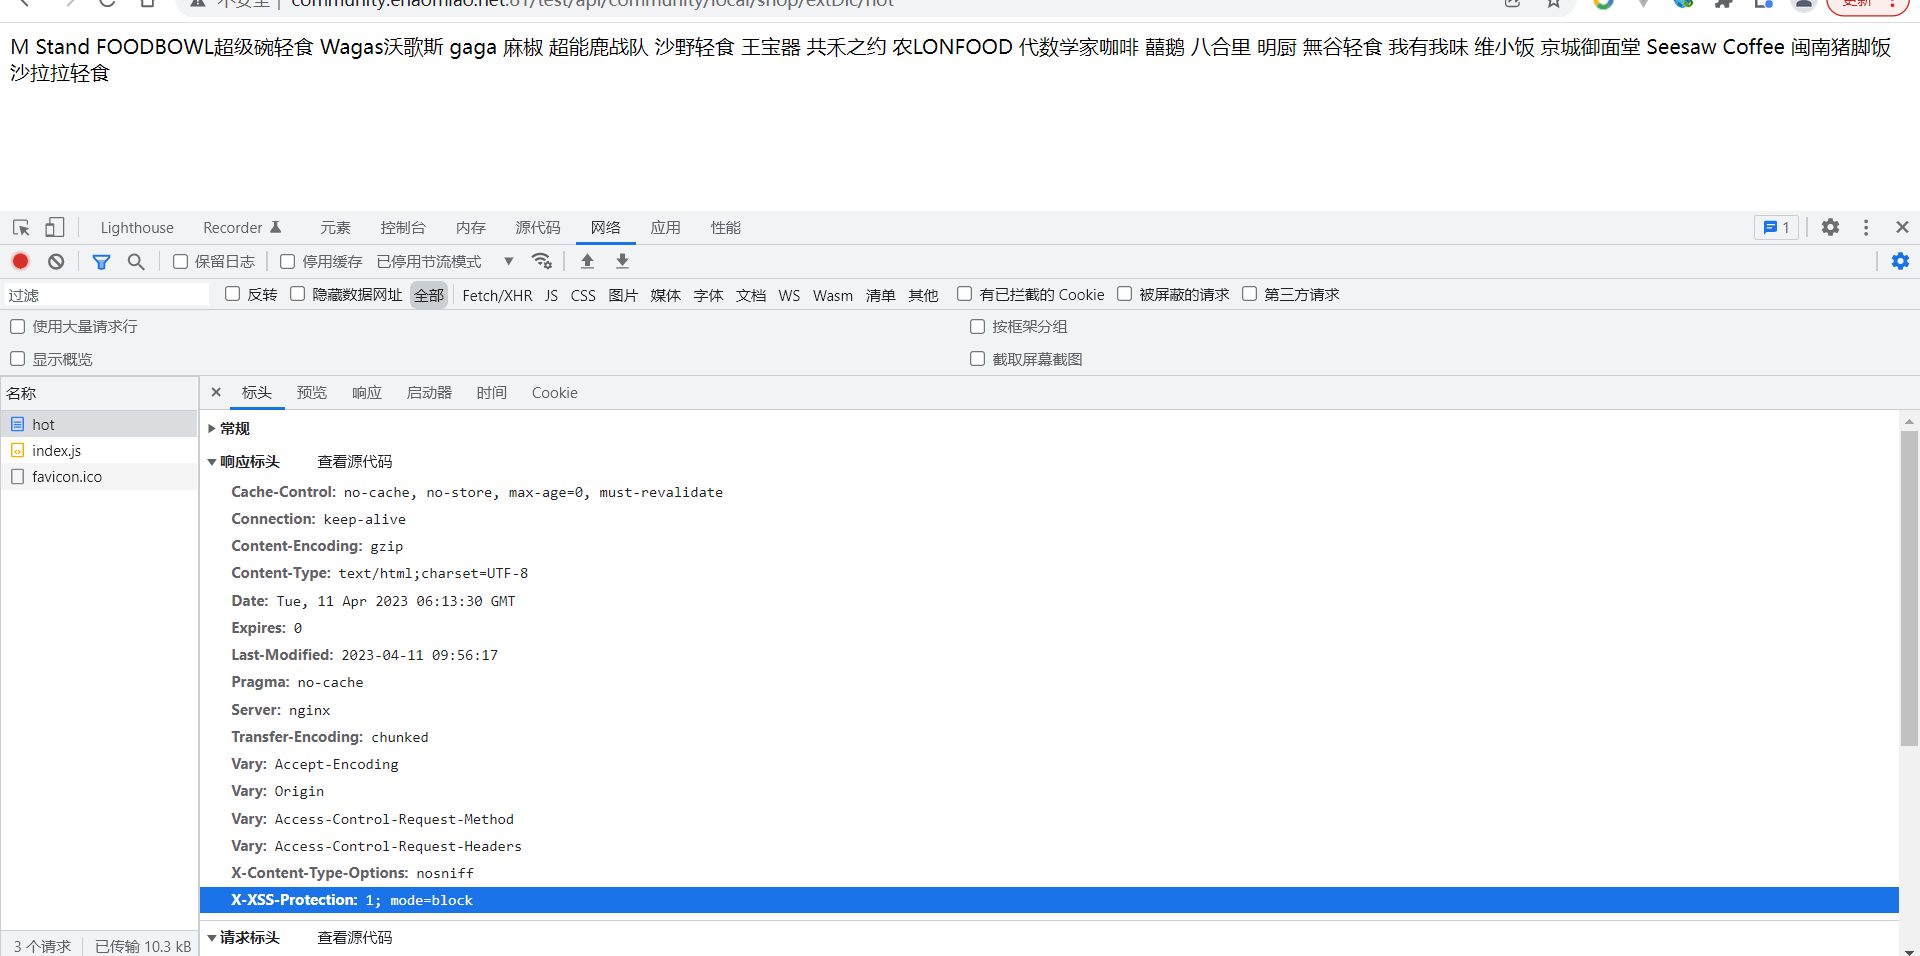 不安全 | community.ehaomiao.net:81/test/api/community/local/shop/extDic/hot
更新
M Stand FOODBOWL超级碗轻食 Wagas沃歌斯 gaga 麻椒 超能鹿战队 沙野轻食 王宝器 共禾之约 农LONFOOD 代数学家咖啡 囍鹅 八合里 明厨 無谷轻食 我有我味 维小饭 京城御面堂 Seesaw Coffee 闽南猪脚饭
沙拉拉轻食
Lighthouse Recorder 元素 控制台 内存 源代码 网络 应用 性能 1
保留日志 停用缓存 已停用节流模式
过滤 反转 隐藏数据网址 全部 Fetch/XHR JS CSS 图片 媒体 字体 文档 WS Wasm 清单 其他 有已拦截的 Cookie 被屏蔽的请求 第三方请求
使用大量请求行 按框架分组
显示概览 截取屏幕截图
名称 标头 预览 响应 启动器 时间 Cookie
hot
index.js
favicon.ico
常规
响应标头 查看源代码
Cache-Control: no-cache, no-store, max-age=0, must-revalidate
Connection: keep-alive
Content-Encoding: gzip
Content-Type: text/html;charset=UTF-8
Date: Tue, 11 Apr 2023 06:13:30 GMT
Expires: 0
Last-Modified: 2023-04-11 09:56:17
Pragma: no-cache
Server: nginx
Transfer-Encoding: chunked
Vary: Accept-Encoding
Vary: Origin
Vary: Access-Control-Request-Method
Vary: Access-Control-Request-Headers
X-Content-Type-Options: nosniff
X-XSS-Protection: 1; mode=block
请求标头 查看源代码
3 个请求 已传输 10.3 kB